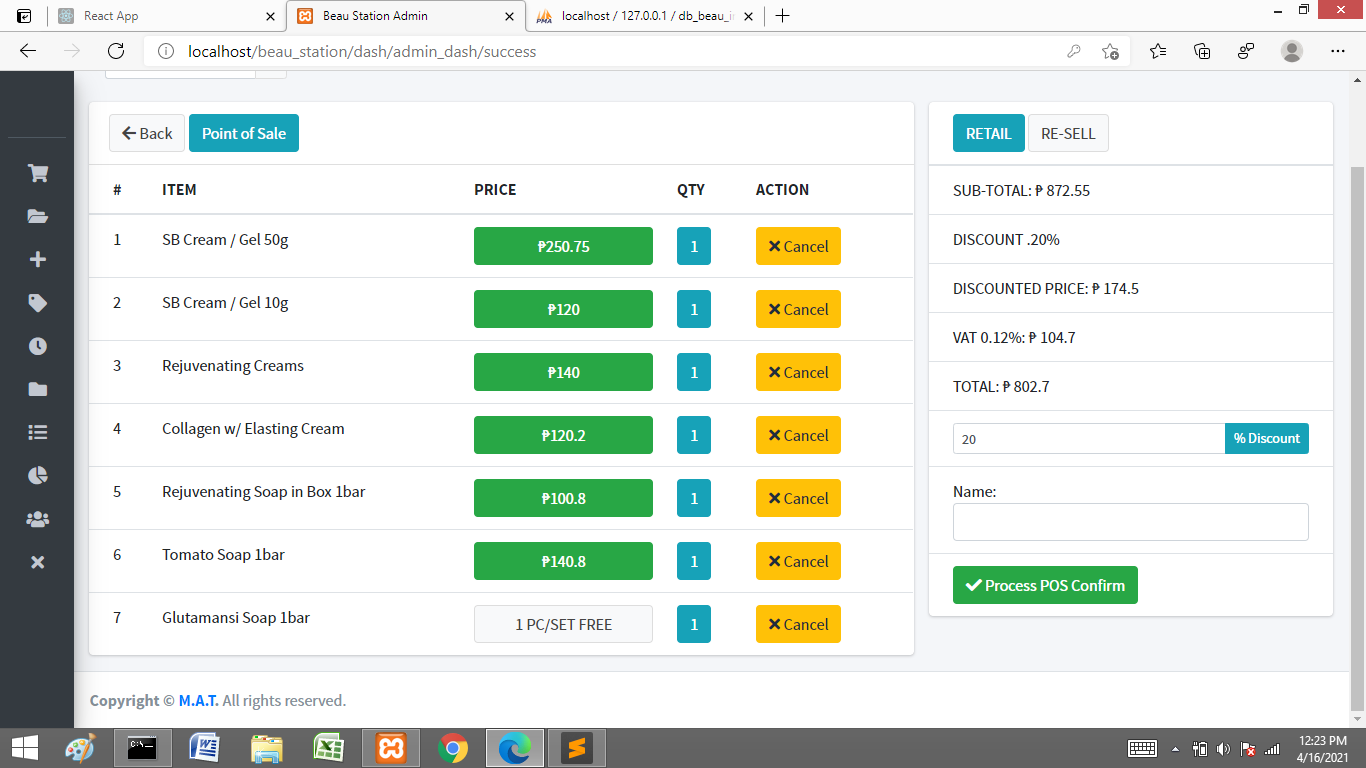 React App
Beau Station Admin
localhost / 127.0.0.1 / db_beau_i
localhost/beau_station/dash/admin_dash/success
Back Point of Sale
# ITEM PRICE QTY ACTION
1 SB Cream / Gel 50g ₱250.75 1 Cancel
2 SB Cream / Gel 10g ₱120 1 Cancel
3 Rejuvenating Creams ₱140 1 Cancel
4 Collagen w/ Elasting Cream ₱120.2 1 Cancel
5 Rejuvenating Soap in Box 1bar ₱100.8 1 Cancel
6 Tomato Soap 1bar ₱140.8 1 Cancel
7 Glutamansi Soap 1bar 1 PC/SET FREE 1 Cancel
RETAIL RE-SELL
SUB-TOTAL: ₱ 872.55
DISCOUNT .20%
DISCOUNTED PRICE: ₱ 174.5
VAT 0.12%: ₱ 104.7
TOTAL: ₱ 802.7
20 % Discount
Name:
Process POS Confirm
Copyright © M.A.T. All rights reserved.
12:23 PM
4/16/2021